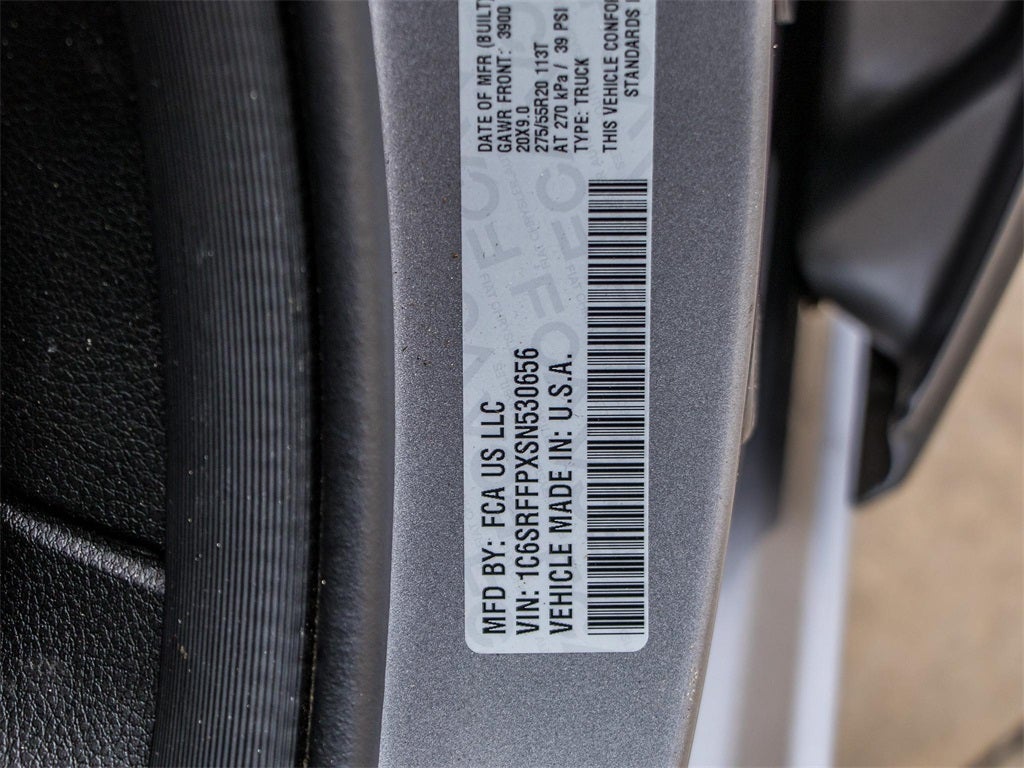 MFD BY: FCA US LLC
VIN: 1C6SRFFPXSN530656
VEHICLE MADE IN: U.S.A.
DATE OF MFR (BUILT)
GAWR FRONT: 3900
20X9.0
275/55R20 113T
AT 270 kPa / 39 PSI
TYPE: TRUCK
THIS VEHICLE
STANDARDS